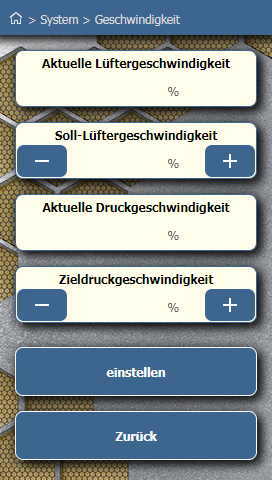 > System > Geschwindigkeit
Aktuelle Lüftergeschwindigkeit
%
Soll-Lüftergeschwindigkeit
− % +
Aktuelle Druckgeschwindigkeit
%
Zieldruckgeschwindigkeit
− % +
einstellen
Zurück